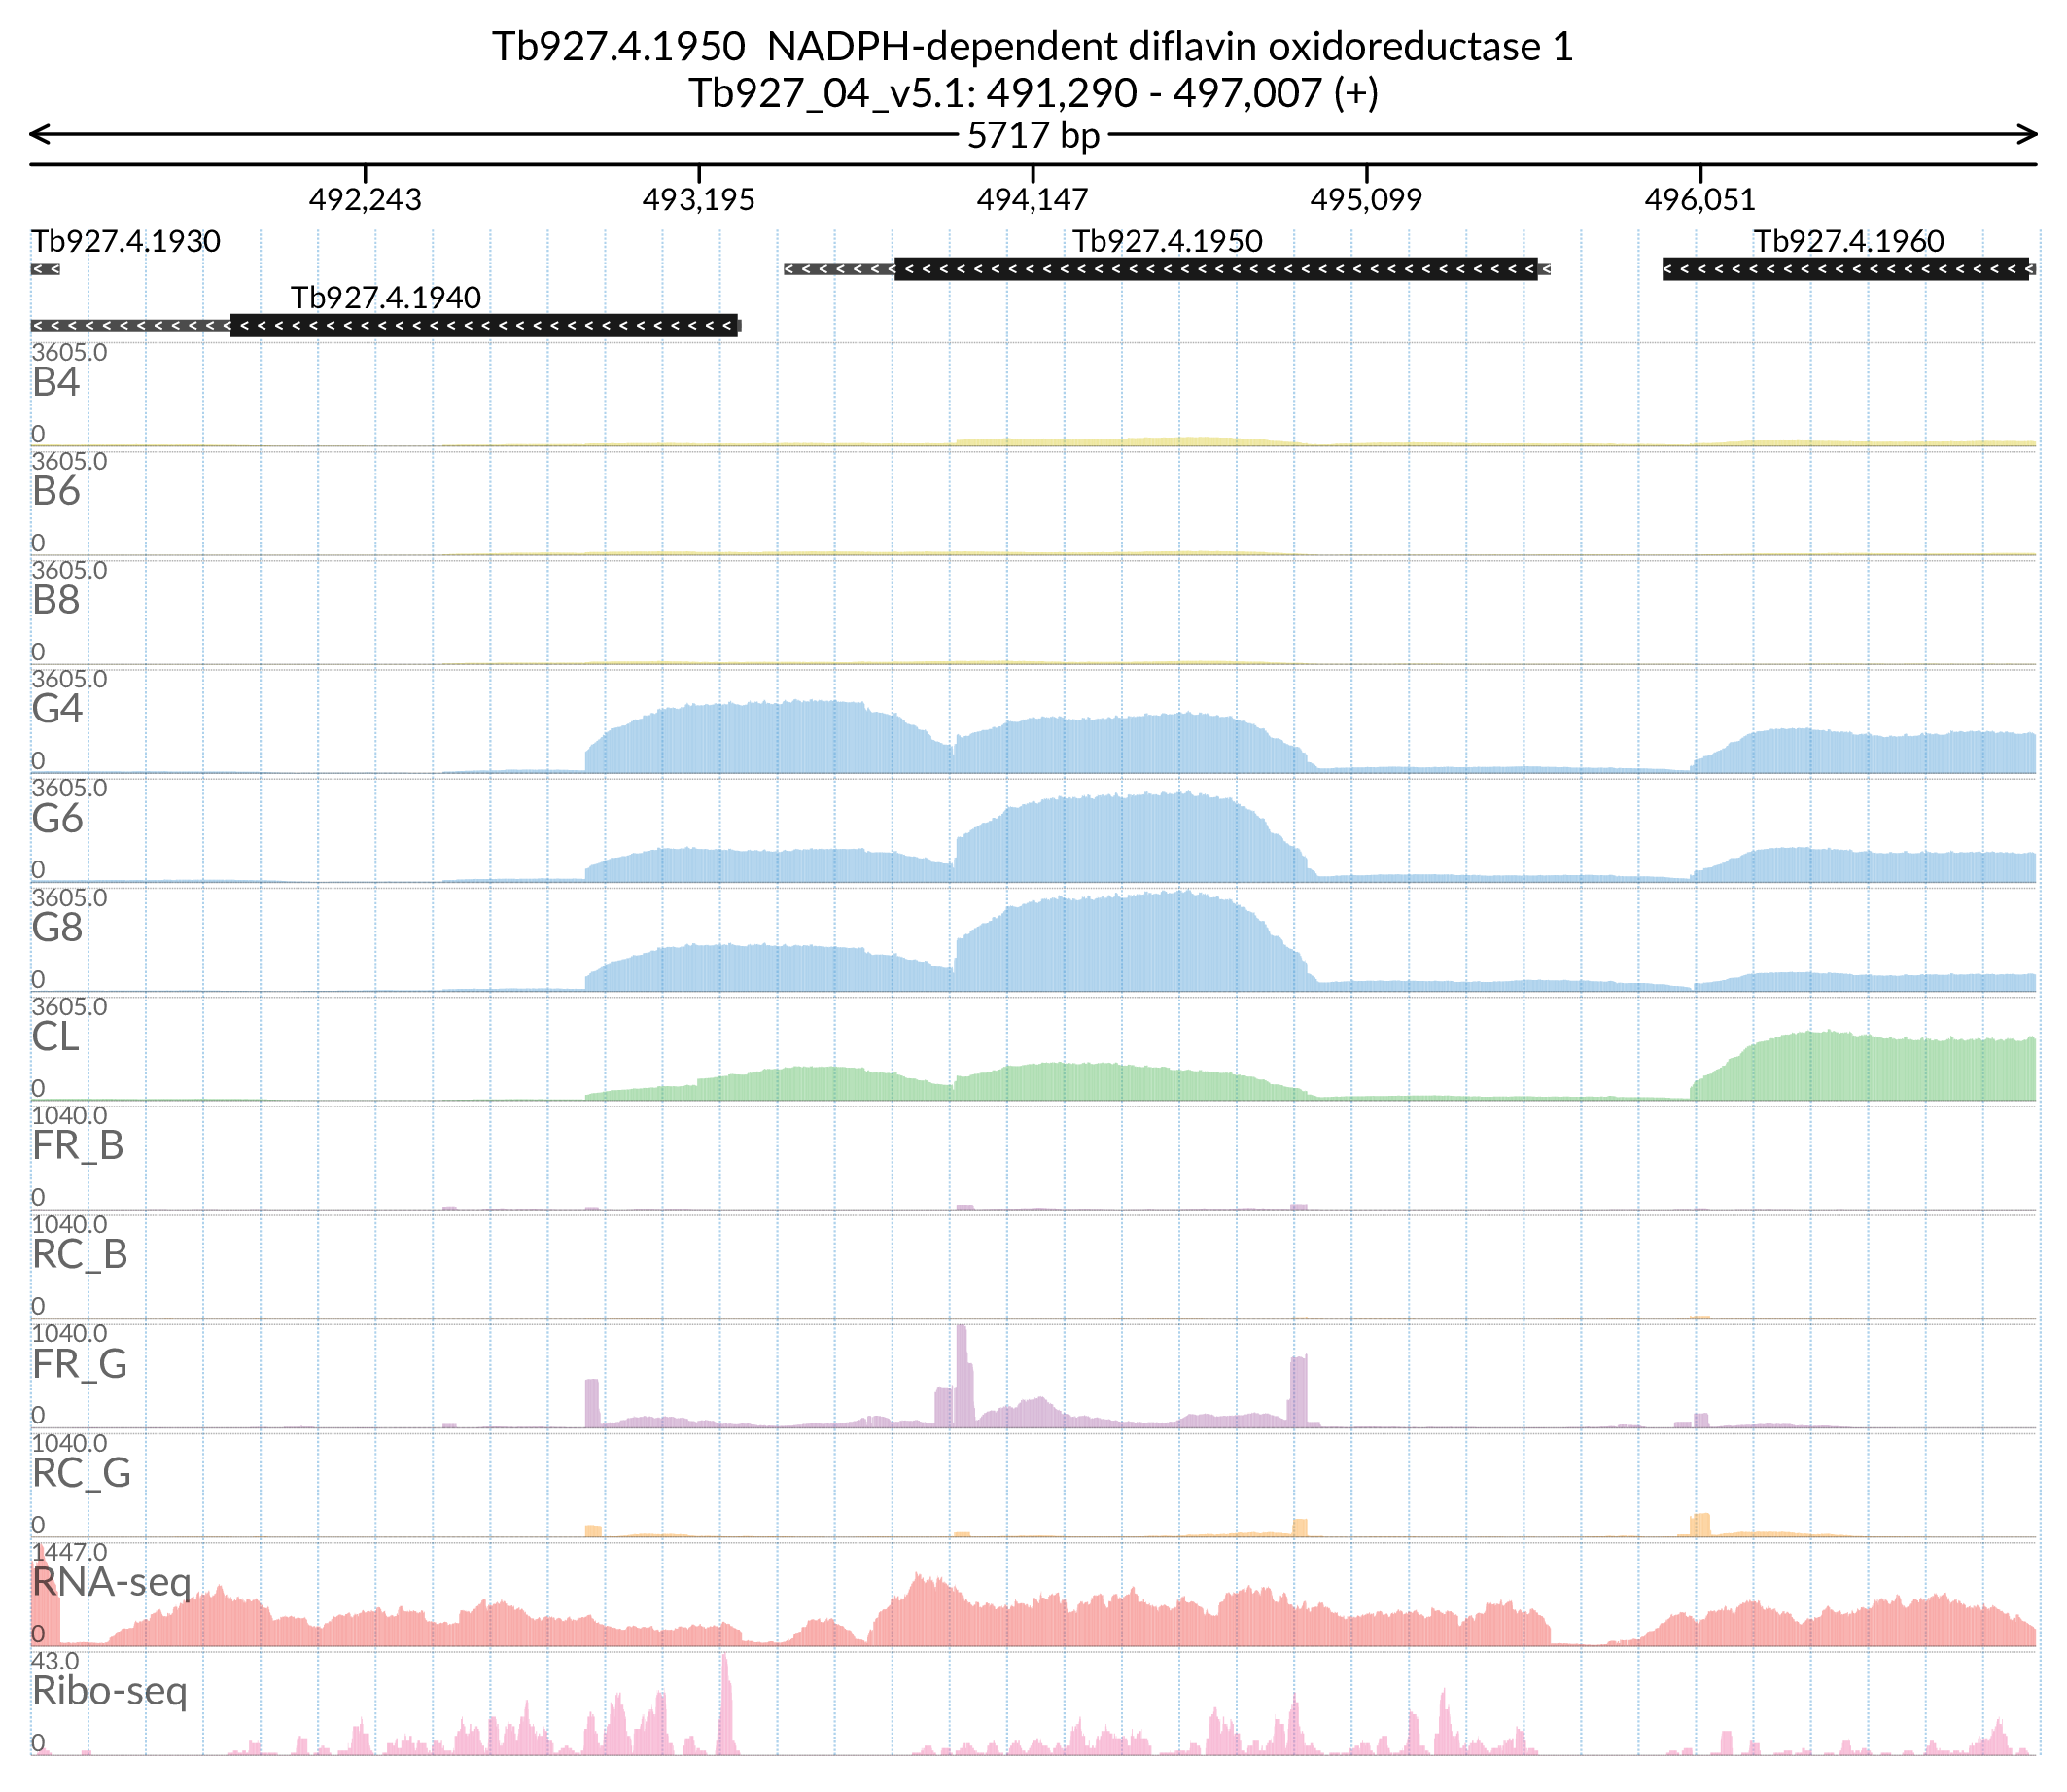 Tb927.4.1950  NADPH-dependent diflavin oxidoreductase 1
Tb927_04_v5.1: 491,290 - 497,007 (+)
5717 bp
492,243 493,195 494,147 495,099 496,051
Tb927.4.1930 Tb927.4.1950 Tb927.4.1960
Tb927.4.1940
3605.0
B4
0
3605.0
B6
0
3605.0
B8
0
3605.0
G4
0
3605.0
G6
0
3605.0
G8
0
3605.0
CL
0
1040.0
FR_B
0
1040.0
RC_B
0
1040.0
FR_G
0
1040.0
RC_G
0
1447.0
RNA-seq
0
43.0
Ribo-seq
0